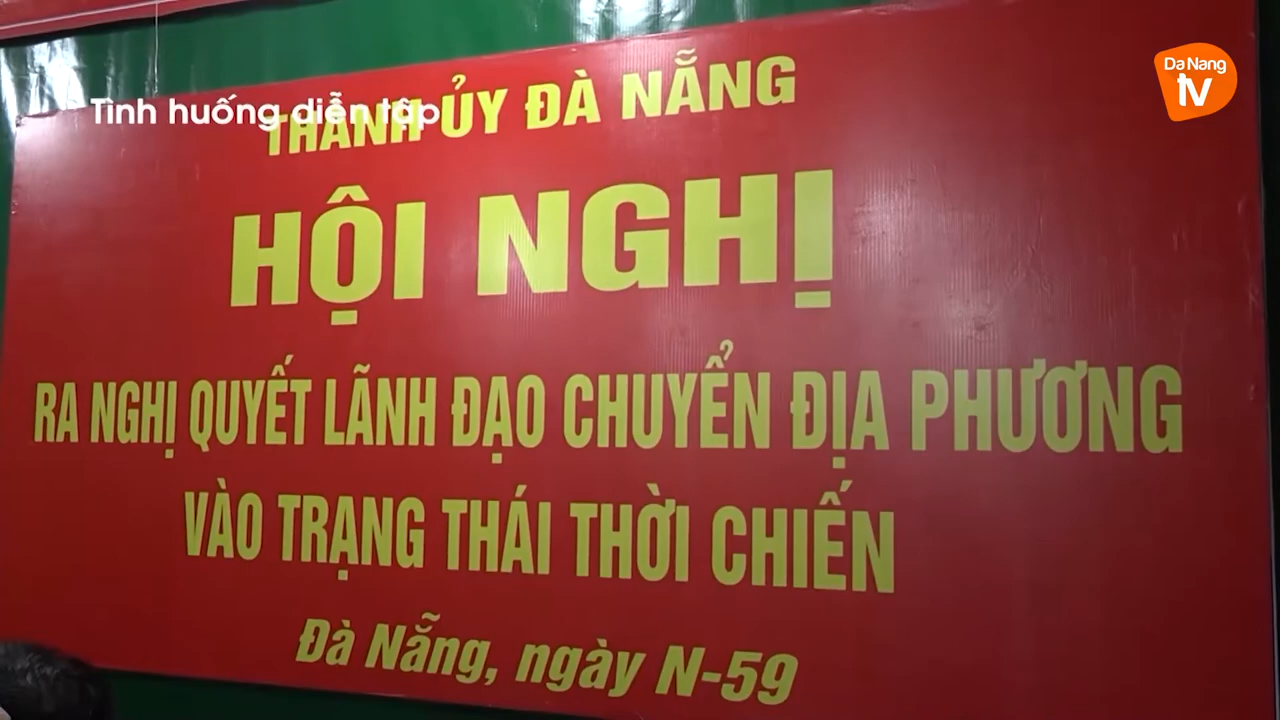 Da Nang
tv
Tình huống diễn tập
THÀNH ỦY ĐÀ NẴNG
HỘI NGHỊ
RA NGHỊ QUYẾT LÃNH ĐẠO CHUYỂN ĐỊA PHƯƠNG
VÀO TRẠNG THÁI THỜI CHIẾN
Đà Nẵng, ngày N-59